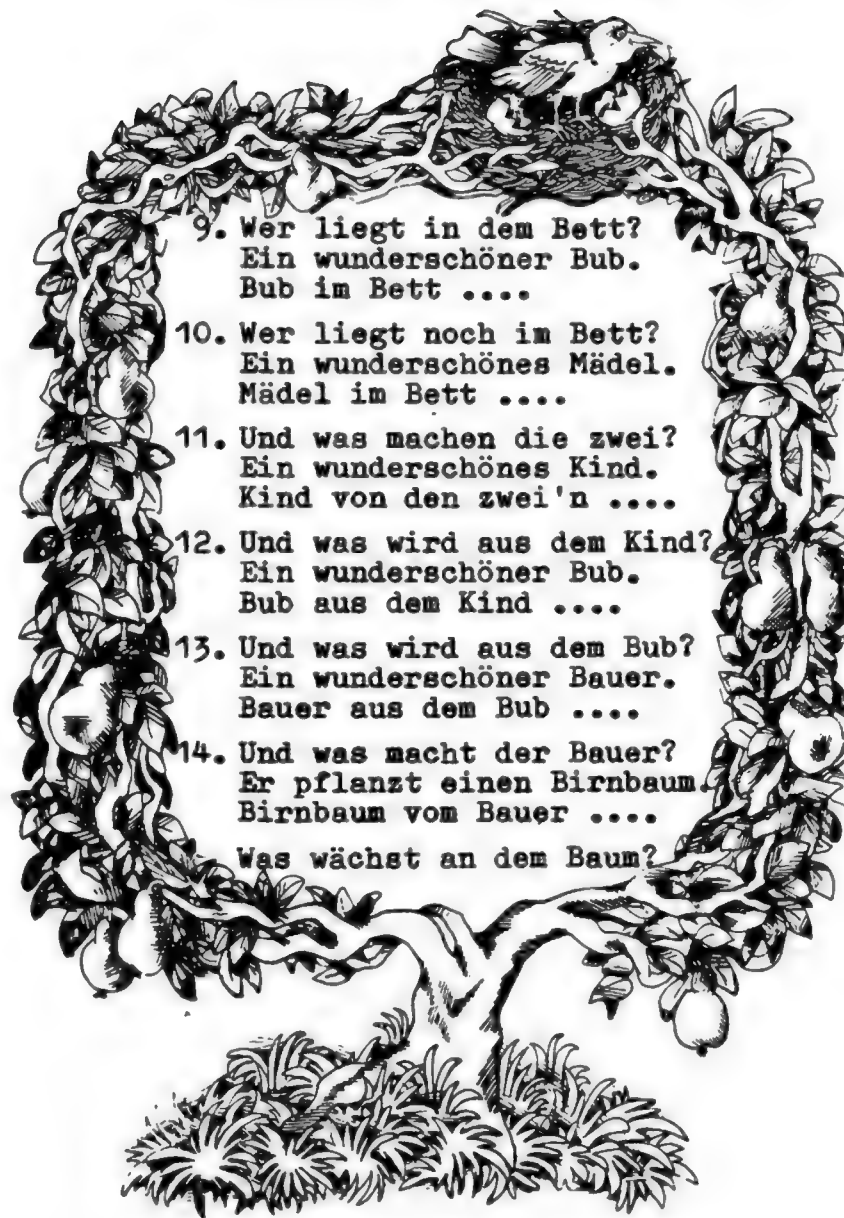 9. Wer liegt in dem Bett?
Ein wunderschöner Bub.
Bub im Bett ....
10. Wer liegt noch im Bett?
Ein wunderschönes Mädel.
Mädel im Bett ....
11. Und was machen die zwei?
Ein wunderschönes Kind.
Kind von den zwei'n ....
12. Und was wird aus dem Kind?
Ein wunderschöner Bub.
Bub aus dem Kind ....
13. Und was wird aus dem Bub?
Ein wunderschöner Bauer.
Bauer aus dem Bub ....
14. Und was macht der Bauer?
Er pflanzt einen Birnbaum.
Birnbaum vom Bauer ....
Was wächst an dem Baum?